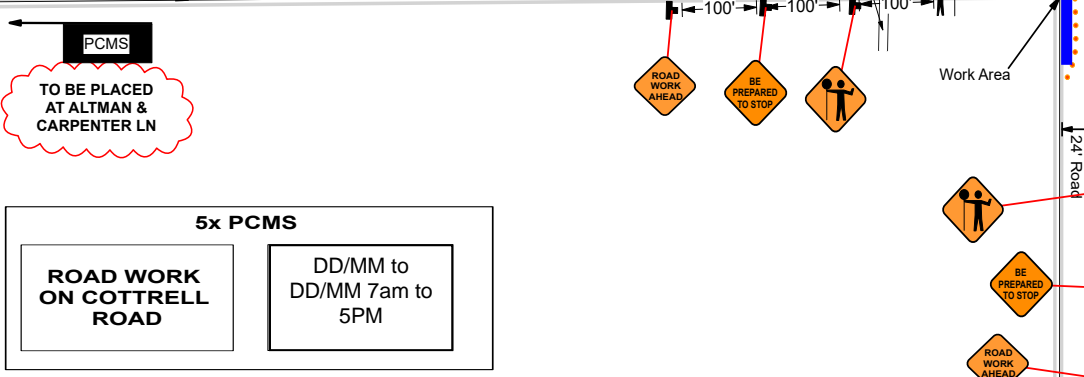 100'
100'
100'
PCMS
TO BE PLACED
AT ALTMAN &
CARPENTER LN
ROAD
WORK
AHEAD
BE
PREPARED
TO STOP
Work Area
24' Road
5x PCMS
ROAD WORK
ON COTTRELL
ROAD
DD/MM to
DD/MM 7am to
5PM
BE
PREPARED
TO STOP
ROAD
WORK
AHEAD